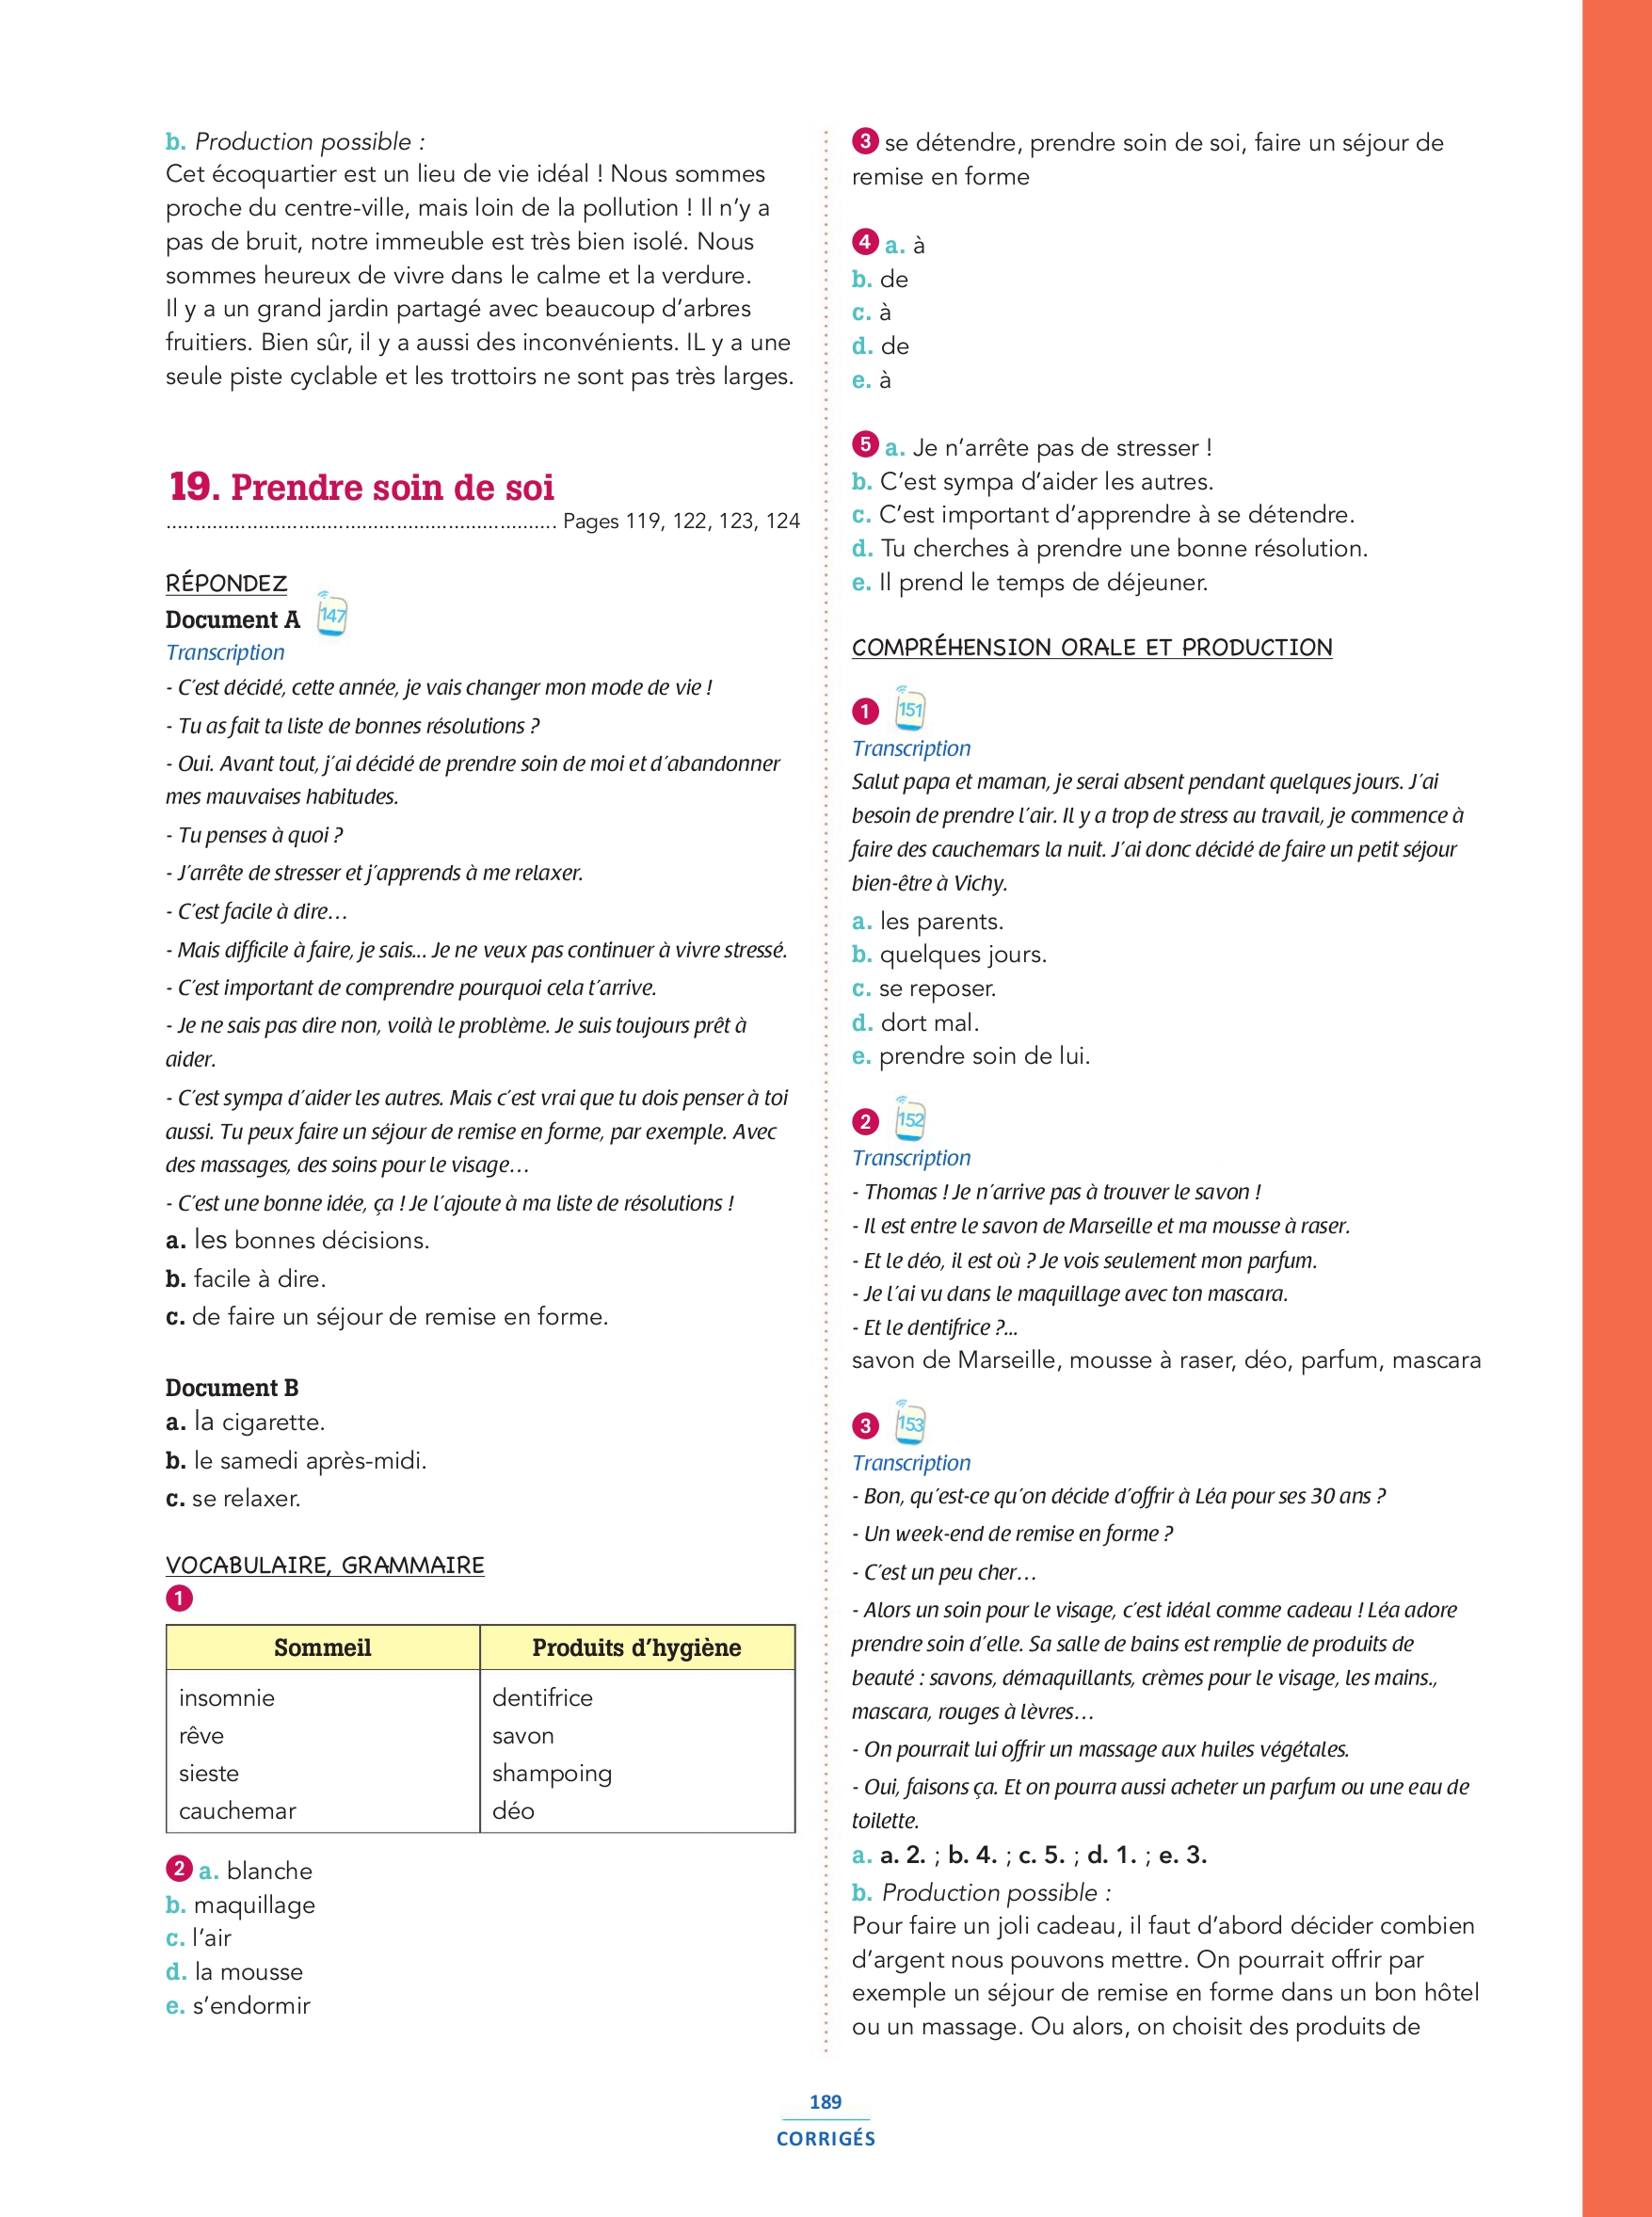 b. Production possible :
Cet écoquartier est un lieu de vie idéal ! Nous sommes
proche du centre-ville, mais loin de la pollution ! Il n’y a
pas de bruit, notre immeuble est très bien isolé. Nous
sommes heureux de vivre dans le calme et la verdure.
Il y a un grand jardin partagé avec beaucoup d’arbres
fruitiers. Bien sûr, il y a aussi des inconvénients. IL y a une
seule piste cyclable et les trottoirs ne sont pas très larges.
19. Prendre soin de soi
.................................................................... Pages 119, 122, 123, 124
RÉPONDEZ
Document A 147
Transcription
- C’est décidé, cette année, je vais changer mon mode de vie !
- Tu as fait ta liste de bonnes résolutions ?
- Oui. Avant tout, j’ai décidé de prendre soin de moi et d’abandonner
mes mauvaises habitudes.
- Tu penses à quoi ?
- J’arrête de stresser et j’apprends à me relaxer.
- C’est facile à dire…
- Mais difficile à faire, je sais... Je ne veux pas continuer à vivre stressé.
- C’est important de comprendre pourquoi cela t’arrive.
- Je ne sais pas dire non, voilà le problème. Je suis toujours prêt à
aider.
- C’est sympa d’aider les autres. Mais c’est vrai que tu dois penser à toi
aussi. Tu peux faire un séjour de remise en forme, par exemple. Avec
des massages, des soins pour le visage…
- C’est une bonne idée, ça ! Je l’ajoute à ma liste de résolutions !
a. les bonnes décisions.
b. facile à dire.
c. de faire un séjour de remise en forme.
Document B
a. la cigarette.
b. le samedi après-midi.
c. se relaxer.
VOCABULAIRE, GRAMMAIRE
1
Sommeil Produits d’hygiène
insomnie dentifrice
rêve savon
sieste shampoing
cauchemar déo
2 a. blanche
b. maquillage
c. l’air
d. la mousse
e. s’endormir
3 se détendre, prendre soin de soi, faire un séjour de
remise en forme
4 a. à
b. de
c. à
d. de
e. à
5 a. Je n’arrête pas de stresser !
b. C’est sympa d’aider les autres.
c. C’est important d’apprendre à se détendre.
d. Tu cherches à prendre une bonne résolution.
e. Il prend le temps de déjeuner.
COMPRÉHENSION ORALE ET PRODUCTION
1 151
Transcription
Salut papa et maman, je serai absent pendant quelques jours. J’ai
besoin de prendre l’air. Il y a trop de stress au travail, je commence à
faire des cauchemars la nuit. J’ai donc décidé de faire un petit séjour
bien-être à Vichy.
a. les parents.
b. quelques jours.
c. se reposer.
d. dort mal.
e. prendre soin de lui.
2 152
Transcription
- Thomas ! Je n’arrive pas à trouver le savon !
- Il est entre le savon de Marseille et ma mousse à raser.
- Et le déo, il est où ? Je vois seulement mon parfum.
- Je l’ai vu dans le maquillage avec ton mascara.
- Et le dentifrice ?...
savon de Marseille, mousse à raser, déo, parfum, mascara
3 153
Transcription
- Bon, qu’est-ce qu’on décide d’offrir à Léa pour ses 30 ans ?
- Un week-end de remise en forme ?
- C’est un peu cher…
- Alors un soin pour le visage, c’est idéal comme cadeau ! Léa adore
prendre soin d’elle. Sa salle de bains est remplie de produits de
beauté : savons, démaquillants, crèmes pour le visage, les mains.,
mascara, rouges à lèvres…
- On pourrait lui offrir un massage aux huiles végétales.
- Oui, faisons ça. Et on pourra aussi acheter un parfum ou une eau de
toilette.
a. a. 2. ; b. 4. ; c. 5. ; d. 1. ; e. 3.
b. Production possible :
Pour faire un joli cadeau, il faut d’abord décider combien
d’argent nous pouvons mettre. On pourrait offrir par
exemple un séjour de remise en forme dans un bon hôtel
ou un massage. Ou alors, on choisit des produits de
189
CORRIGÉS